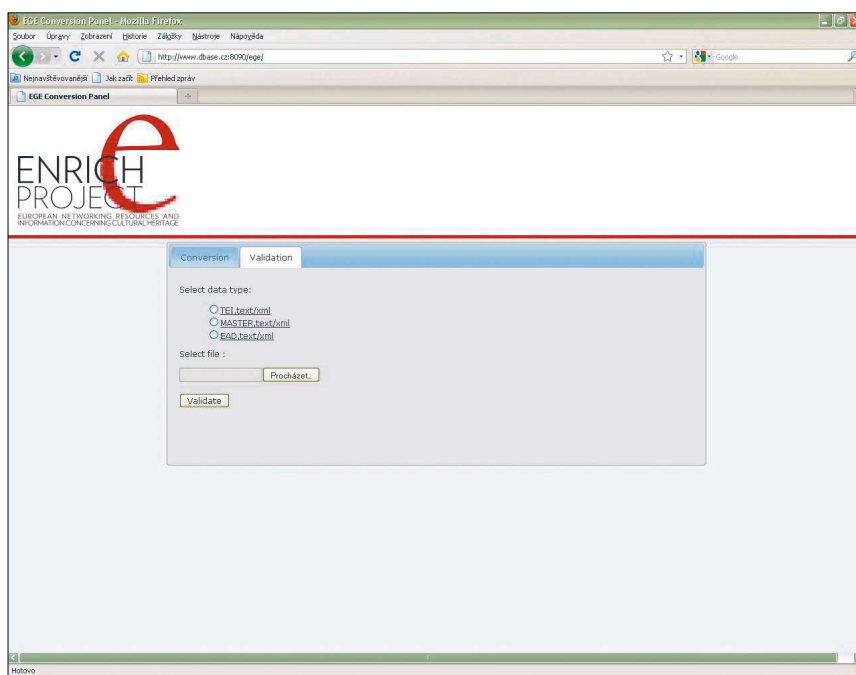 EGE Conversion Panel - Mozilla Firefox
Soubor Úpravy Zobrazení Historie Záložky Nástroje Nápověda
http://www.dbase.cz:8090/ege/
Google
Nejnavštěvovanější Jak začít Přehled zpráv
EGE Conversion Panel
ENRICH
PROJECT
EUROPEAN NETWORKING RESOURCES AND
INFORMATION CONCERNING CULTURAL HERITAGE
Conversion Validation
Select data type:
TEI,text/xml
MASTER,text/xml
EAD,text/xml
Select file :
Procházet..
Validate
Hotovo